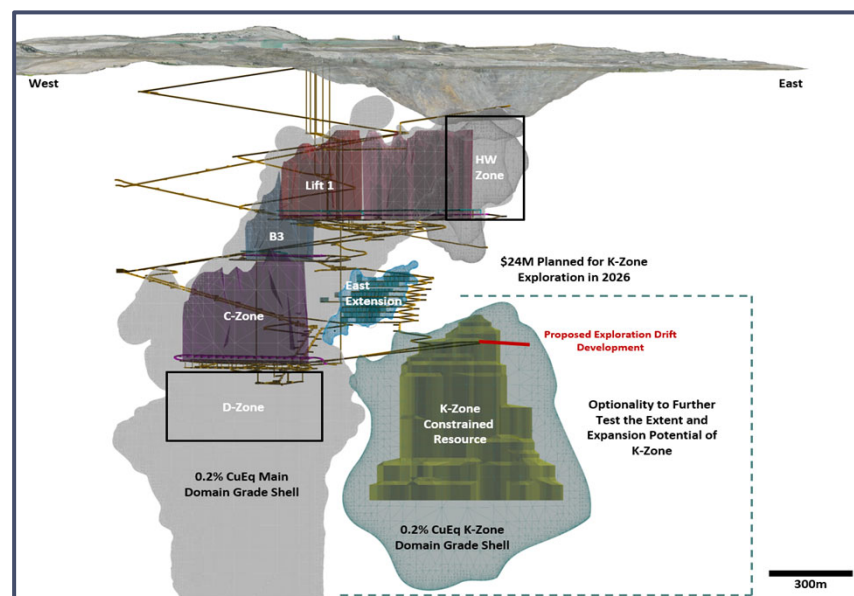 West
East
HW
Zone
Lift 1
B3
$24M Planned for K-Zone
Exploration in 2026
East
Extension
C-Zone
Proposed Exploration Drift
Development
D-Zone
K-Zone
Constrained
Resource
Optionality to Further
Test the Extent and
Expansion Potential of
K-Zone
0.2% CuEq Main
Domain Grade Shell
0.2% CuEq K-Zone
Domain Grade Shell
300m